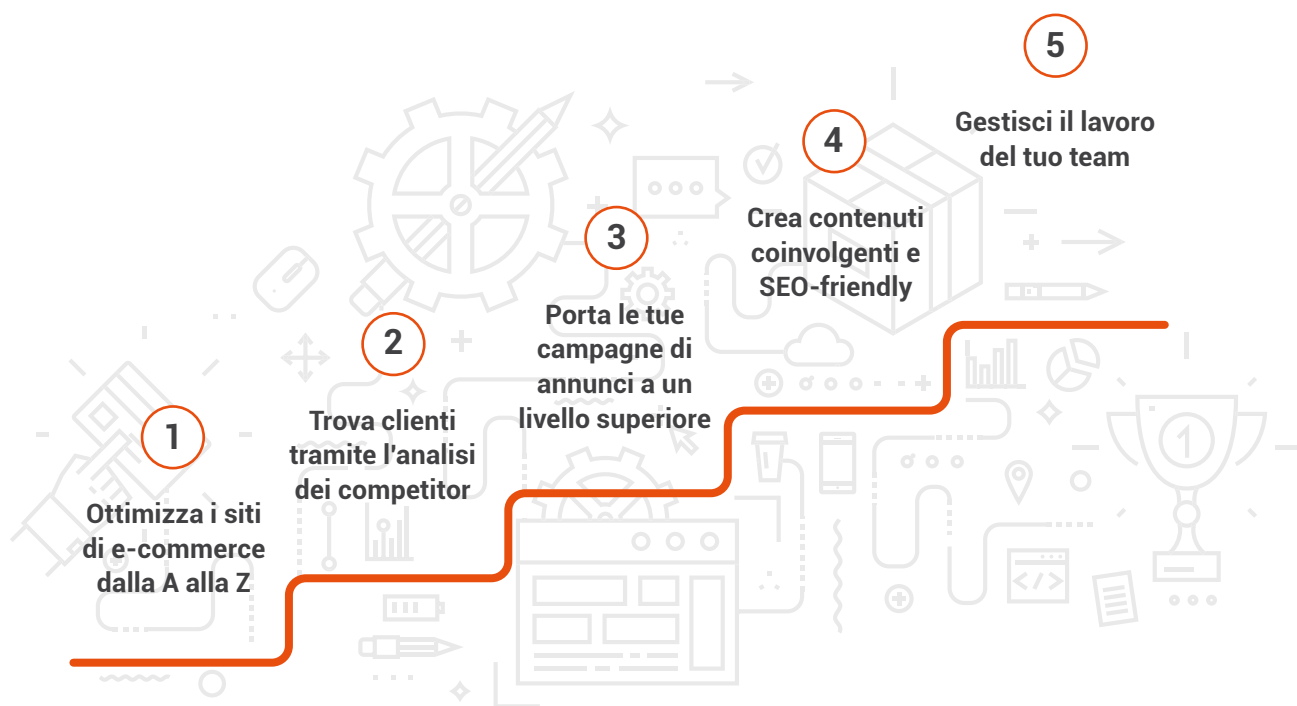 1
Ottimizza i siti
di e-commerce
dalla A alla Z
2
Trova clienti
tramite l'analisi
dei competitor
3
Porta le tue
campagne di
annunci a un
livello superiore
4
Crea contenuti
coinvolgenti e
SEO-friendly
5
Gestisci il lavoro
del tuo team
1